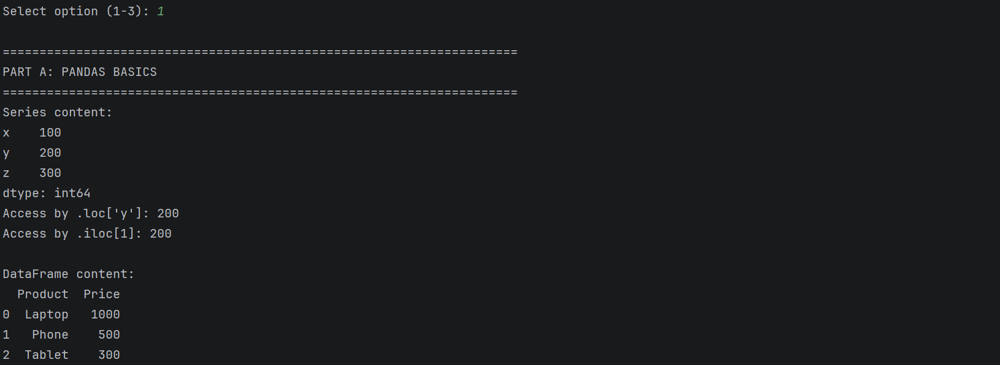 Select option (1-3): 1
======================================================================
PART A: PANDAS BASICS
======================================================================
Series content:
x    100
y    200
z    300
dtype: int64
Access by .loc['y']: 200
Access by .iloc[1]: 200
DataFrame content:
  Product  Price
0  Laptop   1000
1   Phone    500
2  Tablet    300